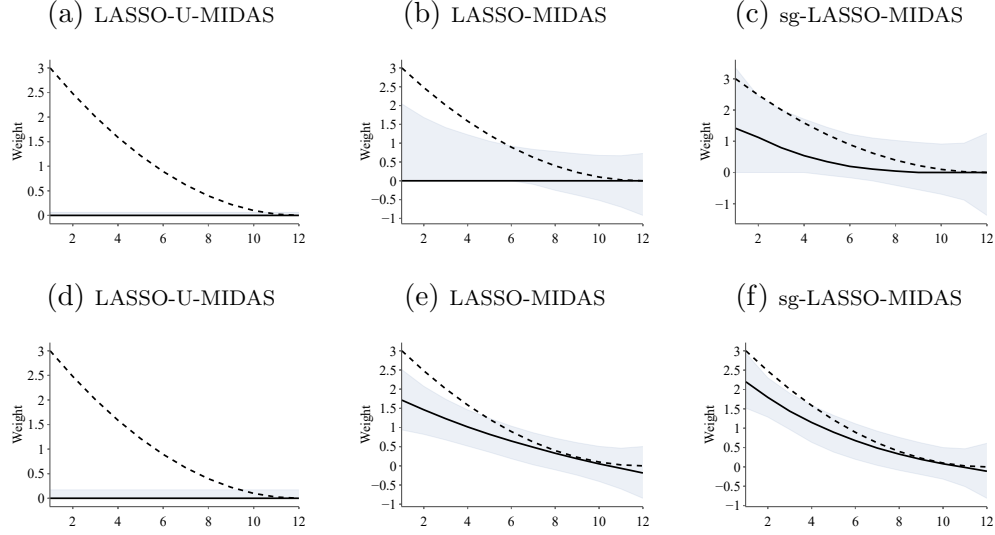 (a) LASSO-U-MIDAS
(b) LASSO-MIDAS
(c) sg-LASSO-MIDAS
Weight
3
2.5
2
1.5
1
0.5
0
2 4 6 8 10 12
Weight
3
2.5
2
1.5
1
0.5
0
−0.5
−1
2 4 6 8 10 12
Weight
3
2
1
0
−1
2 4 6 8 10 12
(d) LASSO-U-MIDAS
(e) LASSO-MIDAS
(f) sg-LASSO-MIDAS
Weight
3
2.5
2
1.5
1
0.5
0
2 4 6 8 10 12
Weight
3
2.5
2
1.5
1
0.5
0
−0.5
−1
2 4 6 8 10 12
Weight
3
2.5
2
1.5
1
0.5
0
−0.5
−1
2 4 6 8 10 12